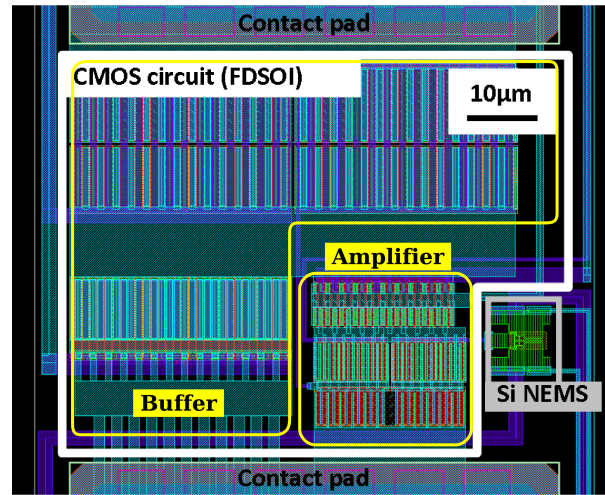 Contact pad
CMOS circuit (FDSOI)
10µm
Amplifier
Si NEMS
Buffer
Contact pad